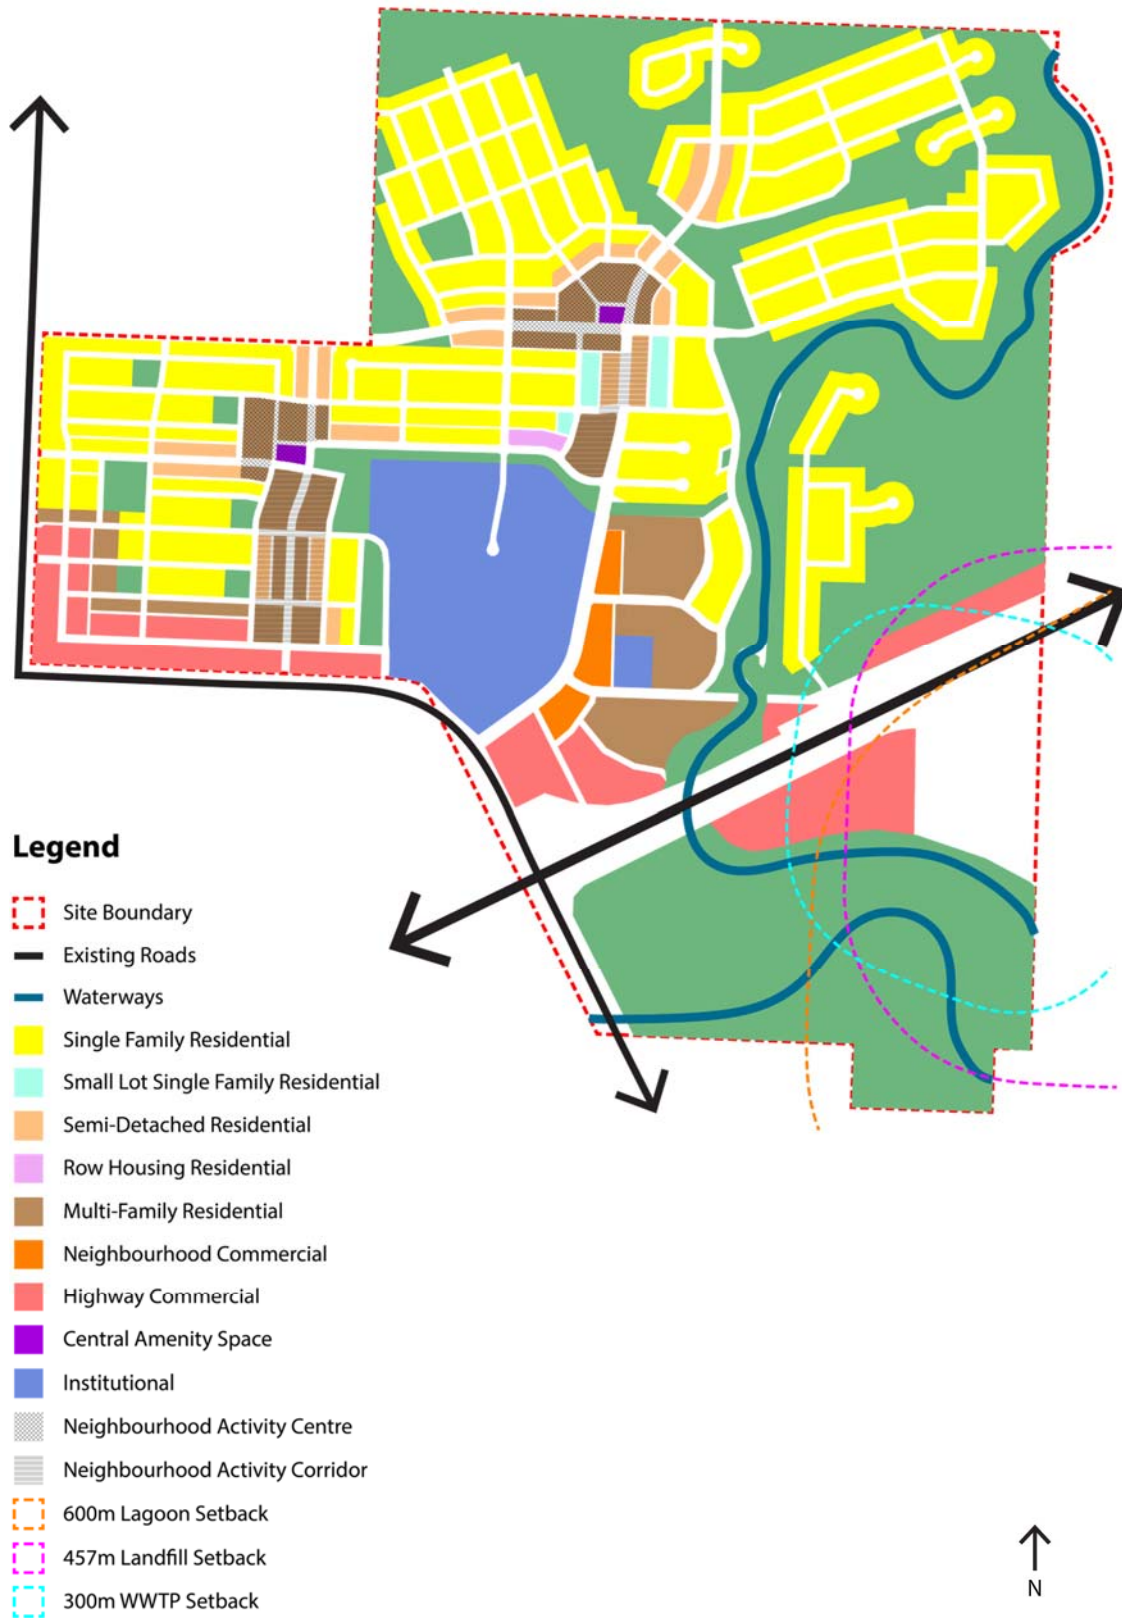 Legend
Site Boundary
Existing Roads
Waterways
Single Family Residential
Small Lot Single Family Residential
Semi-Detached Residential
Row Housing Residential
Multi-Family Residential
Neighbourhood Commercial
Highway Commercial
Central Amenity Space
Institutional
Neighbourhood Activity Centre
Neighbourhood Activity Corridor
600m Lagoon Setback
457m Landfill Setback
300m WWTP Setback
N